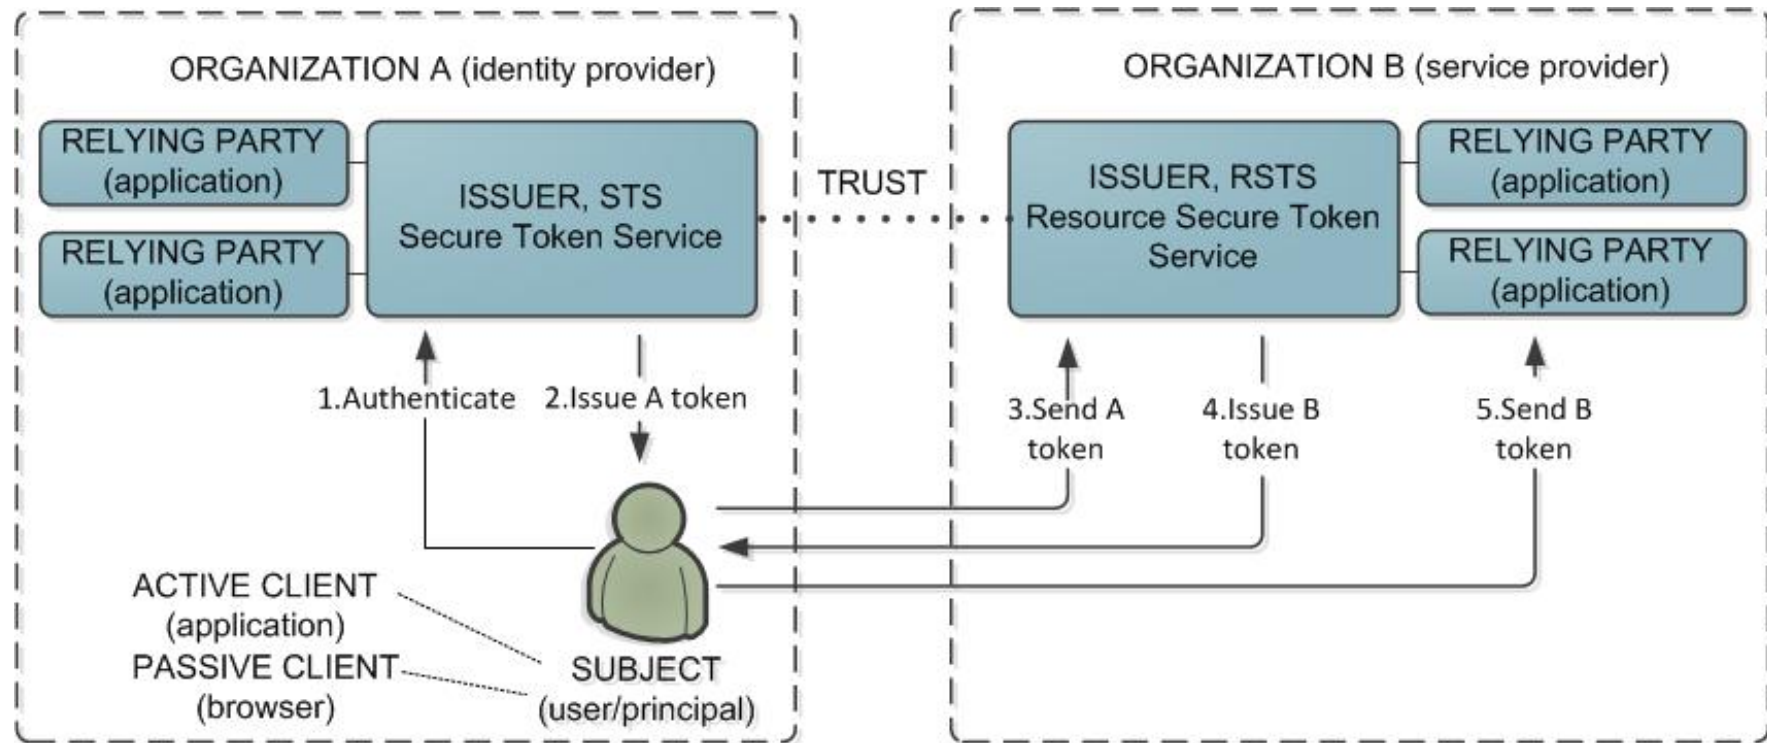 ORGANIZATION A (identity provider)
RELYING PARTY
(application)
RELYING PARTY
(application)
ISSUER, STS
Secure Token Service
TRUST
ORGANIZATION B (service provider)
ISSUER, RSTS
Resource Secure Token
Service
RELYING PARTY
(application)
RELYING PARTY
(application)
1.Authenticate
2.Issue A token
3.Send A
token
4.Issue B
token
5.Send B
token
ACTIVE CLIENT
(application)
PASSIVE CLIENT
(browser)
SUBJECT
(user/principal)